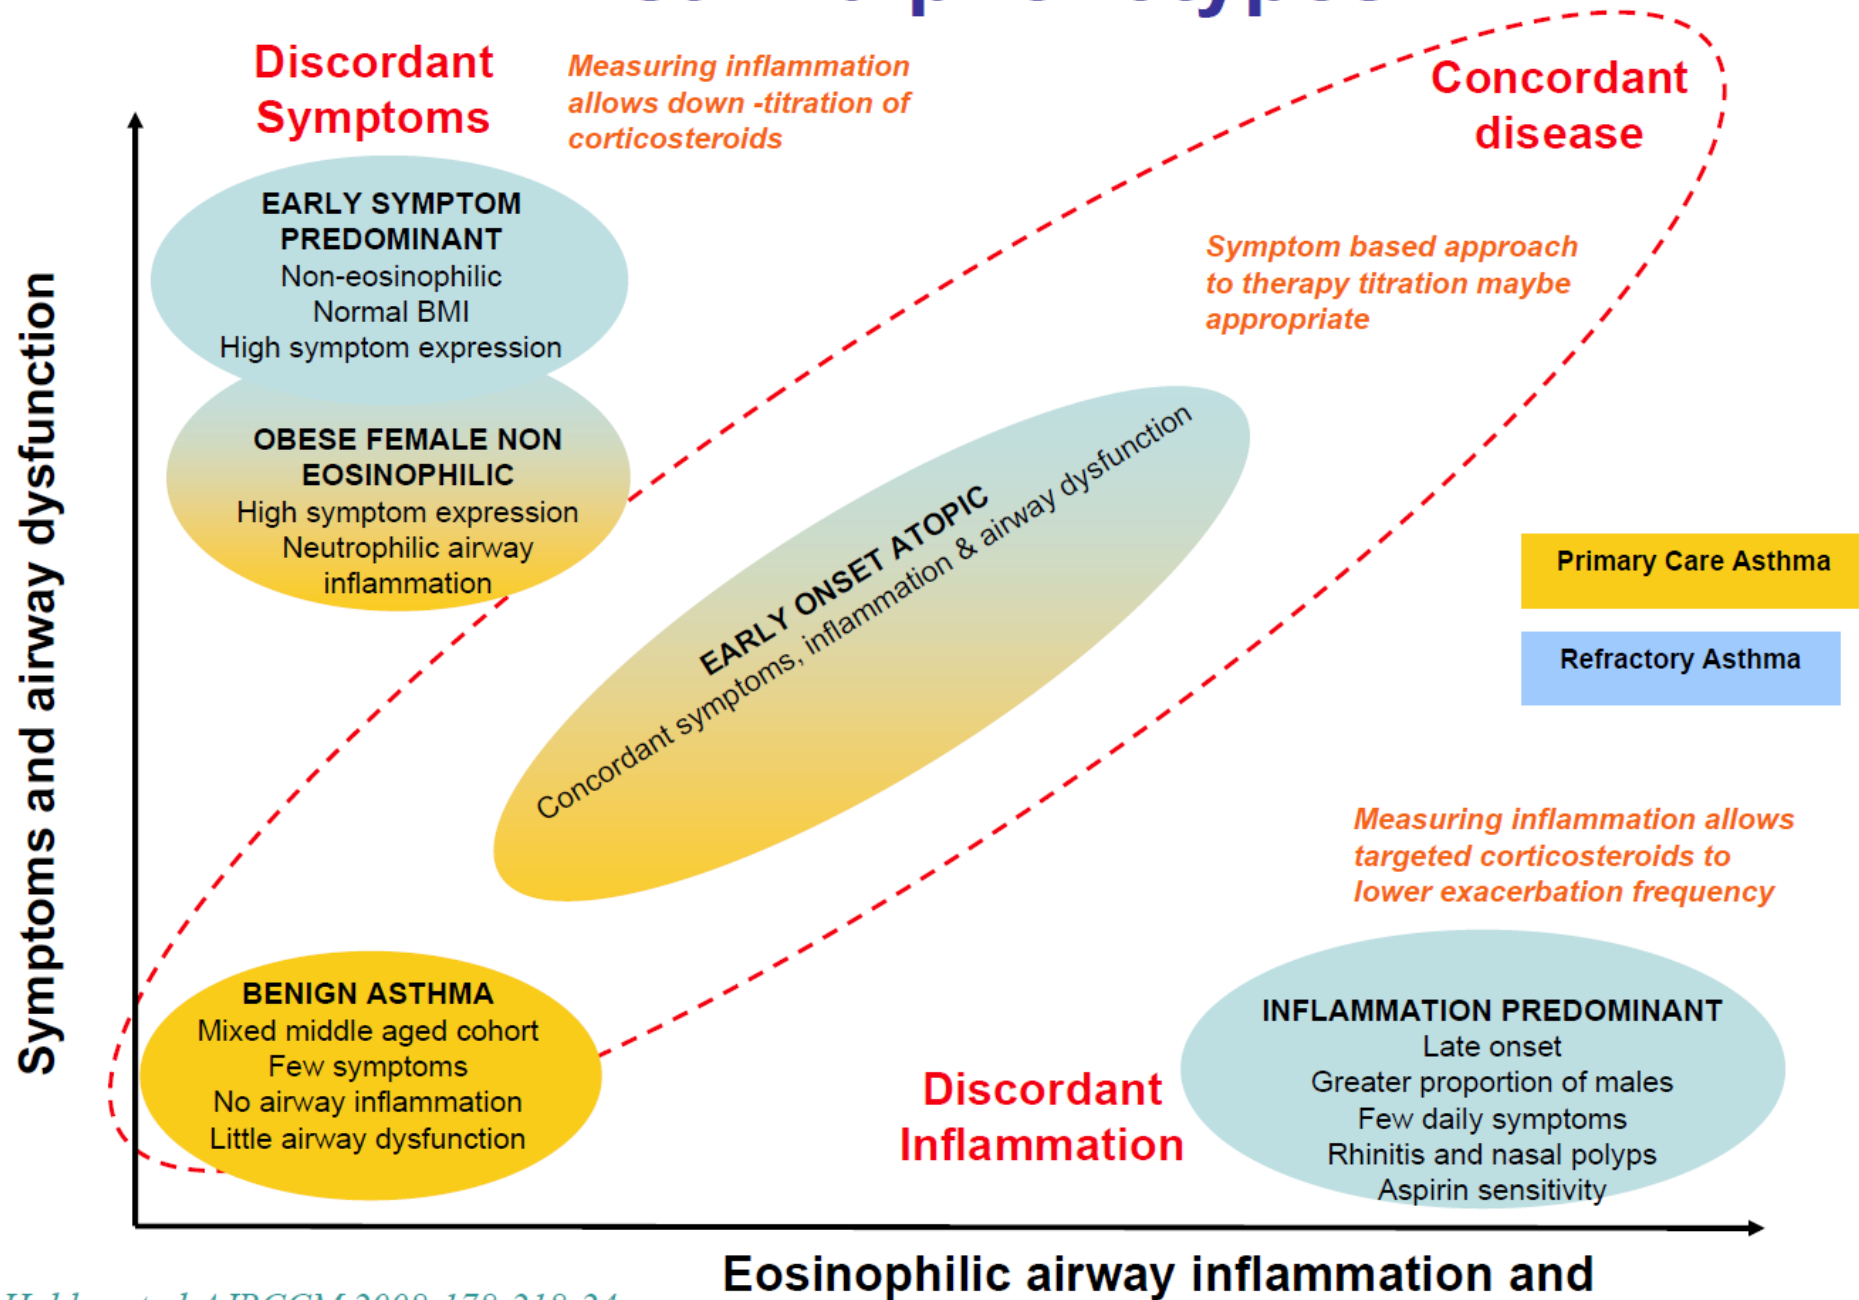 Discordant
Symptoms
Measuring inflammation
allows down -titration of
corticosteroids
Concordant
disease
EARLY SYMPTOM
PREDOMINANT
Non-eosinophilic
Normal BMI
High symptom expression
Symptom based approach
to therapy titration maybe
appropriate
OBESE FEMALE NON
EOSINOPHILIC
High symptom expression
Neutrophilic airway
inflammation
EARLY ONSET ATOPIC
Concordant symptoms, inflammation & airway dysfunction
Primary Care Asthma
Refractory Asthma
Symptoms and airway dysfunction
Measuring inflammation allows
targeted corticosteroids to
lower exacerbation frequency
BENIGN ASTHMA
Mixed middle aged cohort
Few symptoms
No airway inflammation
Little airway dysfunction
Discordant
Inflammation
INFLAMMATION PREDOMINANT
Late onset
Greater proportion of males
Few daily symptoms
Rhinitis and nasal polyps
Aspirin sensitivity
Eosinophilic airway inflammation and